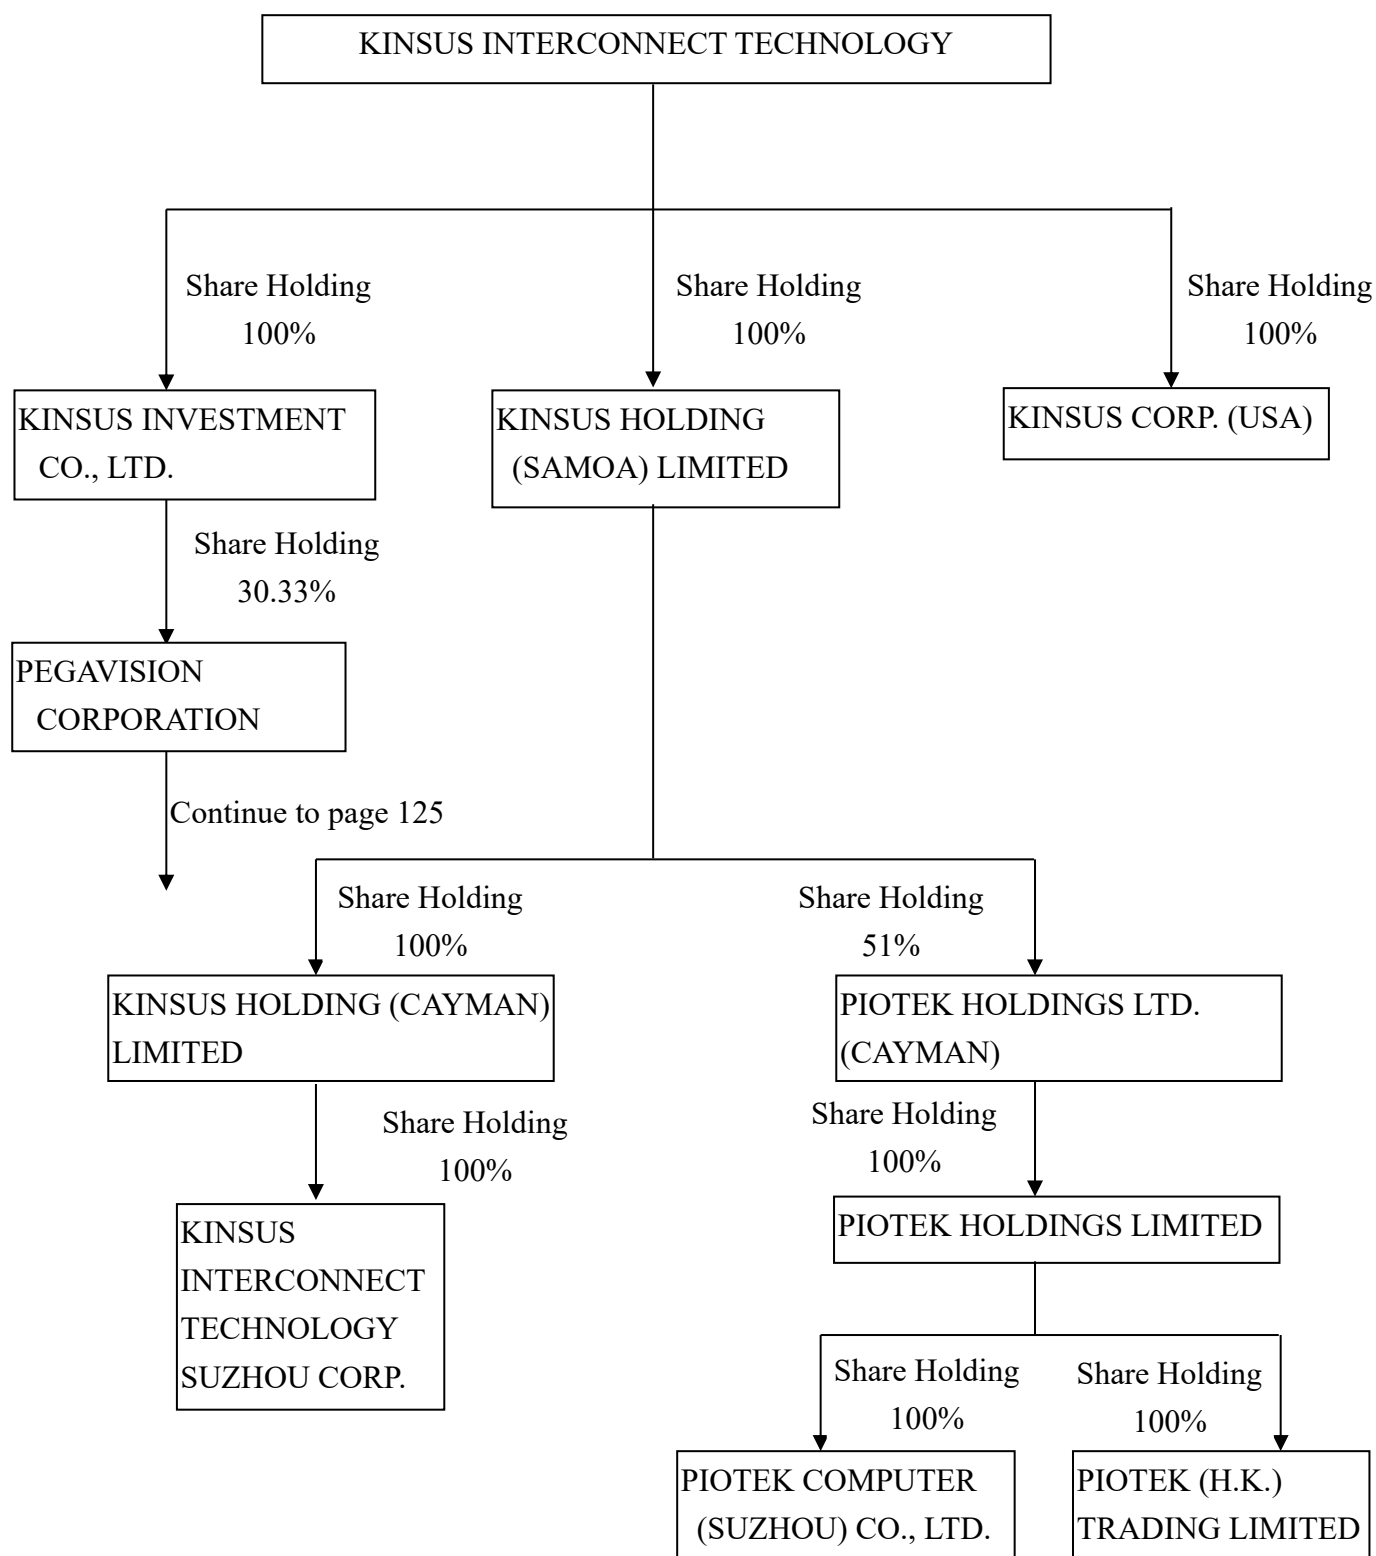 KINSUS INTERCONNECT TECHNOLOGY
Share Holding
100%
Share Holding
100%
Share Holding
100%
KINSUS INVESTMENT
CO., LTD.
KINSUS HOLDING
(SAMOA) LIMITED
KINSUS CORP. (USA)
Share Holding
30.33%
PEGAVISION
CORPORATION
Continue to page 125
Share Holding
100%
Share Holding
51%
KINSUS HOLDING (CAYMAN)
LIMITED
PIOTEK HOLDINGS LTD.
(CAYMAN)
Share Holding
100%
Share Holding
100%
KINSUS
INTERCONNECT
TECHNOLOGY
SUZHOU CORP.
PIOTEK HOLDINGS LIMITED
Share Holding
100%
Share Holding
100%
PIOTEK COMPUTER
(SUZHOU) CO., LTD.
PIOTEK (H.K.)
TRADING LIMITED